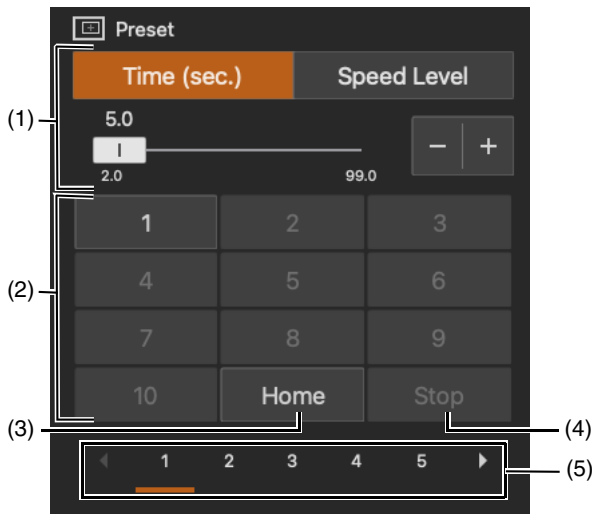 Preset
Time (sec.) Speed Level
(1)
5.0
− +
2.0 99.0
(2)
1 2 3
4 5 6
7 8 9
10 Home Stop
(3) (4)
1 2 3 4 5
(5)